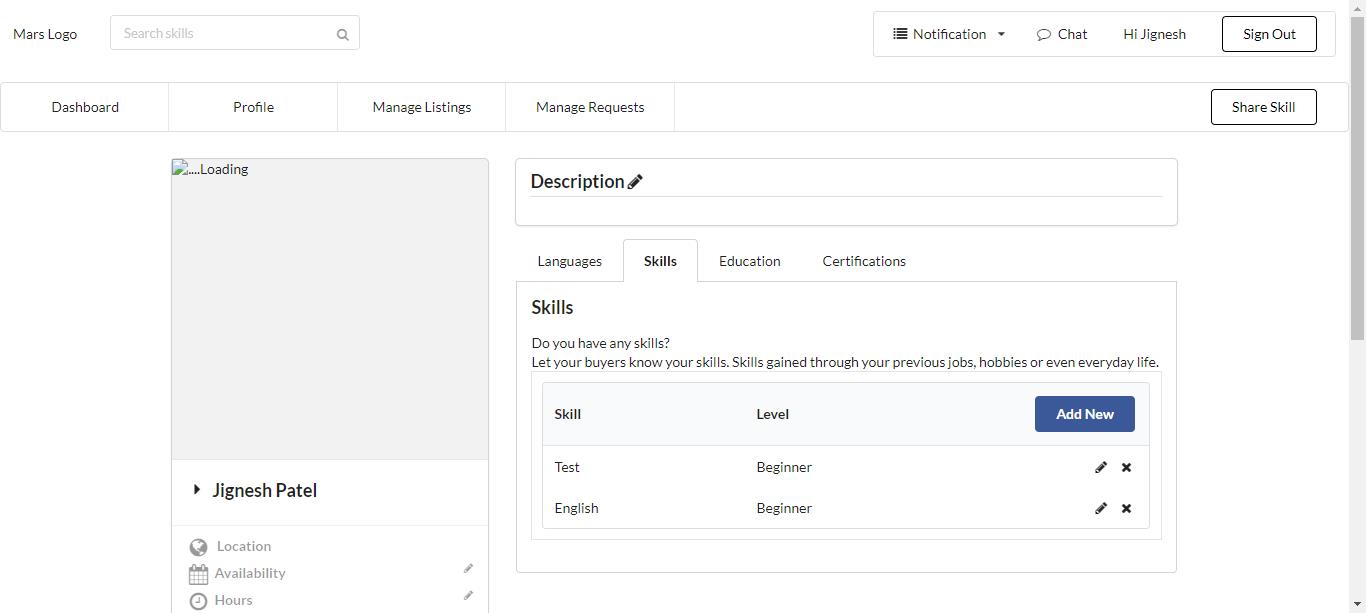 Mars Logo
Search skills
Notification
Chat
Hi Jignesh
Sign Out
Dashboard
Profile
Manage Listings
Manage Requests
Share Skill
....Loading
Jignesh Patel
Location
Availability
Hours
Description
Languages
Skills
Education
Certifications
Skills
Do you have any skills?
Let your buyers know your skills. Skills gained through your previous jobs, hobbies or even everyday life.
Skill Level Add New
Test Beginner
English Beginner